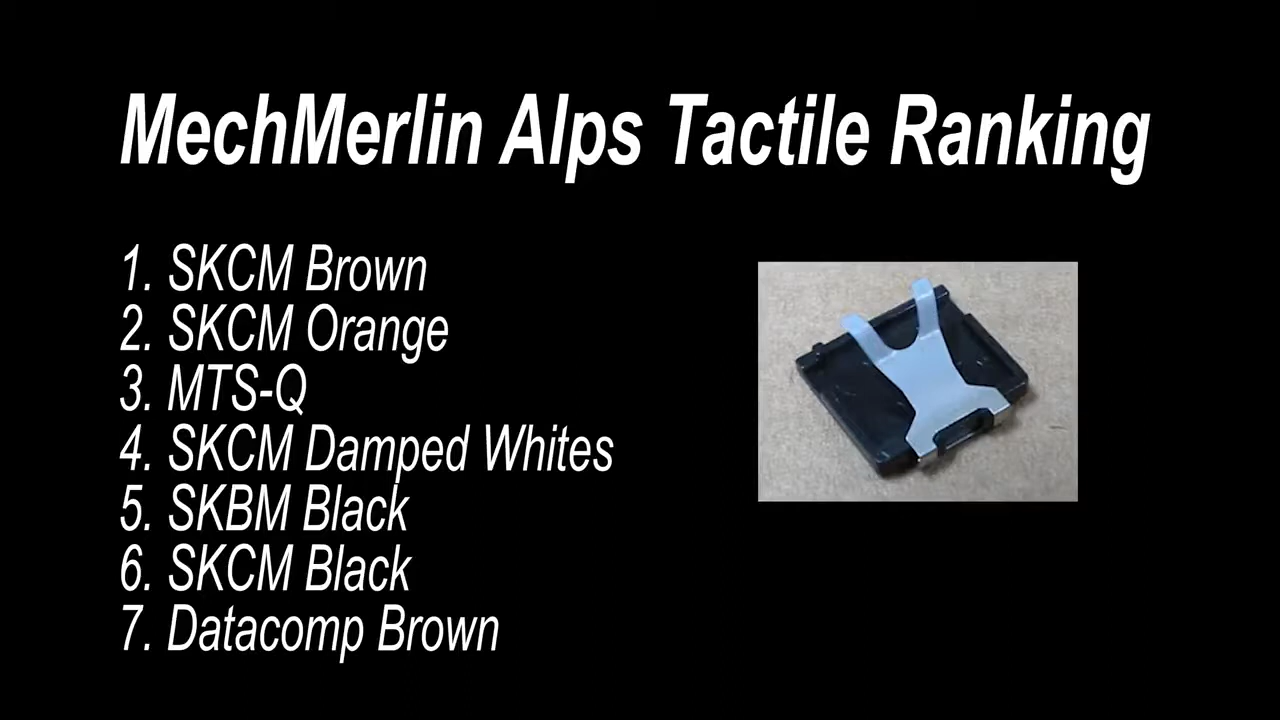 MechMerlin Alps Tactile Ranking
1. SKCM Brown
2. SKCM Orange
3. MTS-Q
4. SKCM Damped Whites
5. SKBM Black
6. SKCM Black
7. Datacomp Brown